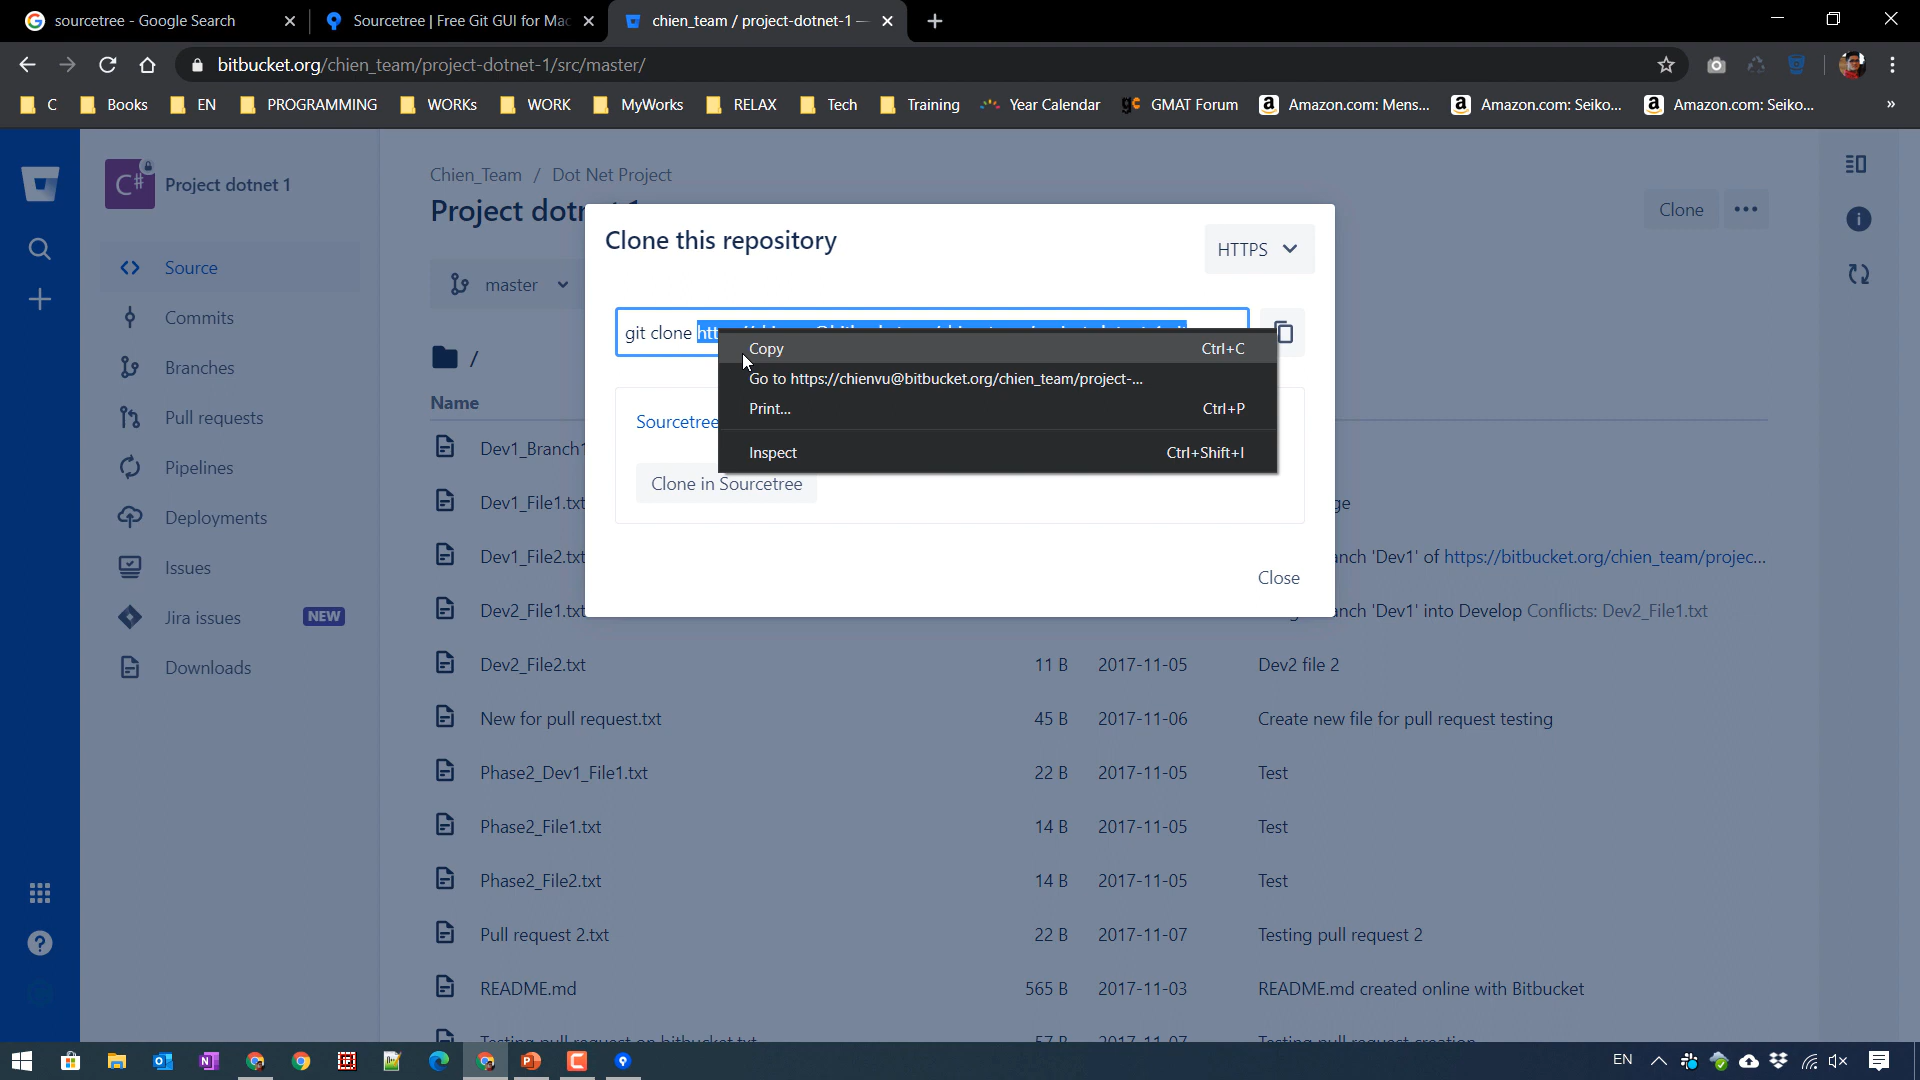 sourcetree - Google Search
Sourcetree | Free Git GUI for Mac
chien_team / project-dotnet-1 —
bitbucket.org/chien_team/project-dotnet-1/src/master/
C
Books
EN
PROGRAMMING
WORKs
WORK
MyWorks
RELAX
Tech
Training
Year Calendar
GMAT Forum
Amazon.com: Mens...
Amazon.com: Seiko...
Amazon.com: Seiko...
»
C#
Project dotnet 1
Source
Commits
Branches
Pull requests
Pipelines
Deployments
Issues
Jira issues
NEW
Downloads
Chien_Team / Dot Net Project
Project
Clone
master
/
Name
Clone this repository
HTTPS
git clone
Copy Ctrl+C
Go to https://chienvu@bitbucket.org/chien_team/project-...
Print... Ctrl+P
Inspect Ctrl+Shift+I
Sourcetree
Clone in Sourcetree
Close
Dev1_Branch1
Dev1_File1.txt
Dev1_File2.txt 'Dev1' of https://bitbucket.org/chien_team/projec...
Dev2_File1.txt 'Dev1' into Develop Conflicts: Dev2_File1.txt
Dev2_File2.txt 11 B 2017-11-05 Dev2 file 2
New for pull request.txt 45 B 2017-11-06 Create new file for pull request testing
Phase2_Dev1_File1.txt 22 B 2017-11-05 Test
Phase2_File1.txt 14 B 2017-11-05 Test
Phase2_File2.txt 14 B 2017-11-05 Test
Pull request 2.txt 22 B 2017-11-07 Testing pull request 2
README.md 565 B 2017-11-03 README.md created online with Bitbucket
EN